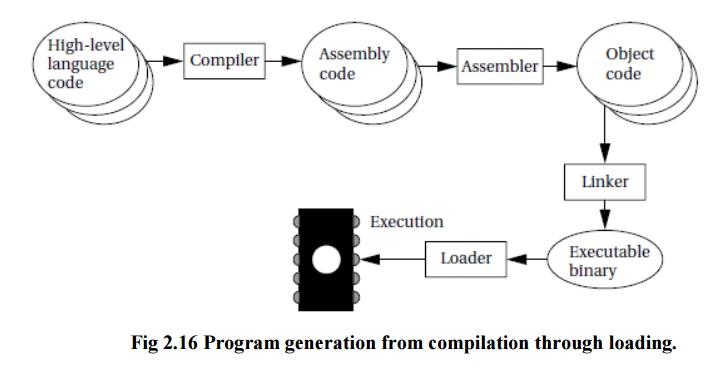 High-level
language
code
Compiler
Assembly
code
Assembler
Object
code
Linker
Executable
binary
Loader
Execution
Fig 2.16 Program generation from compilation through loading.